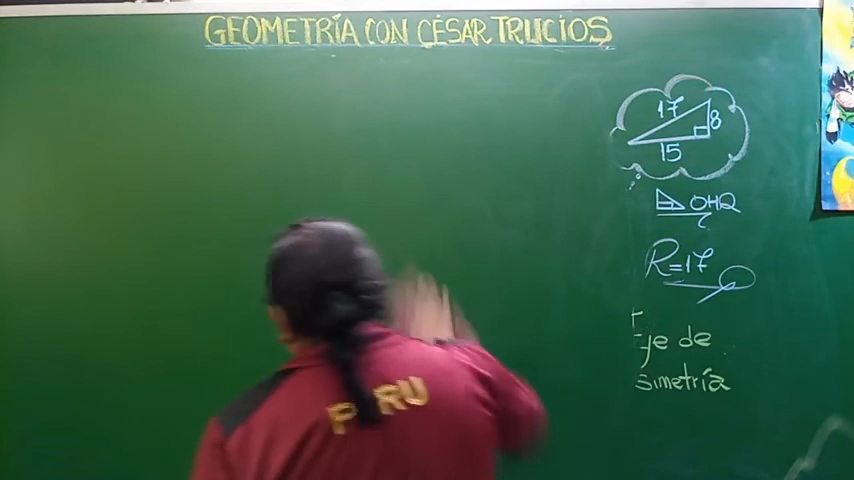 GEOMETRÍA CON CÉSAR TRUCIOS
17
8
15
OHQ
R=17
Eje de
simetría
PERU